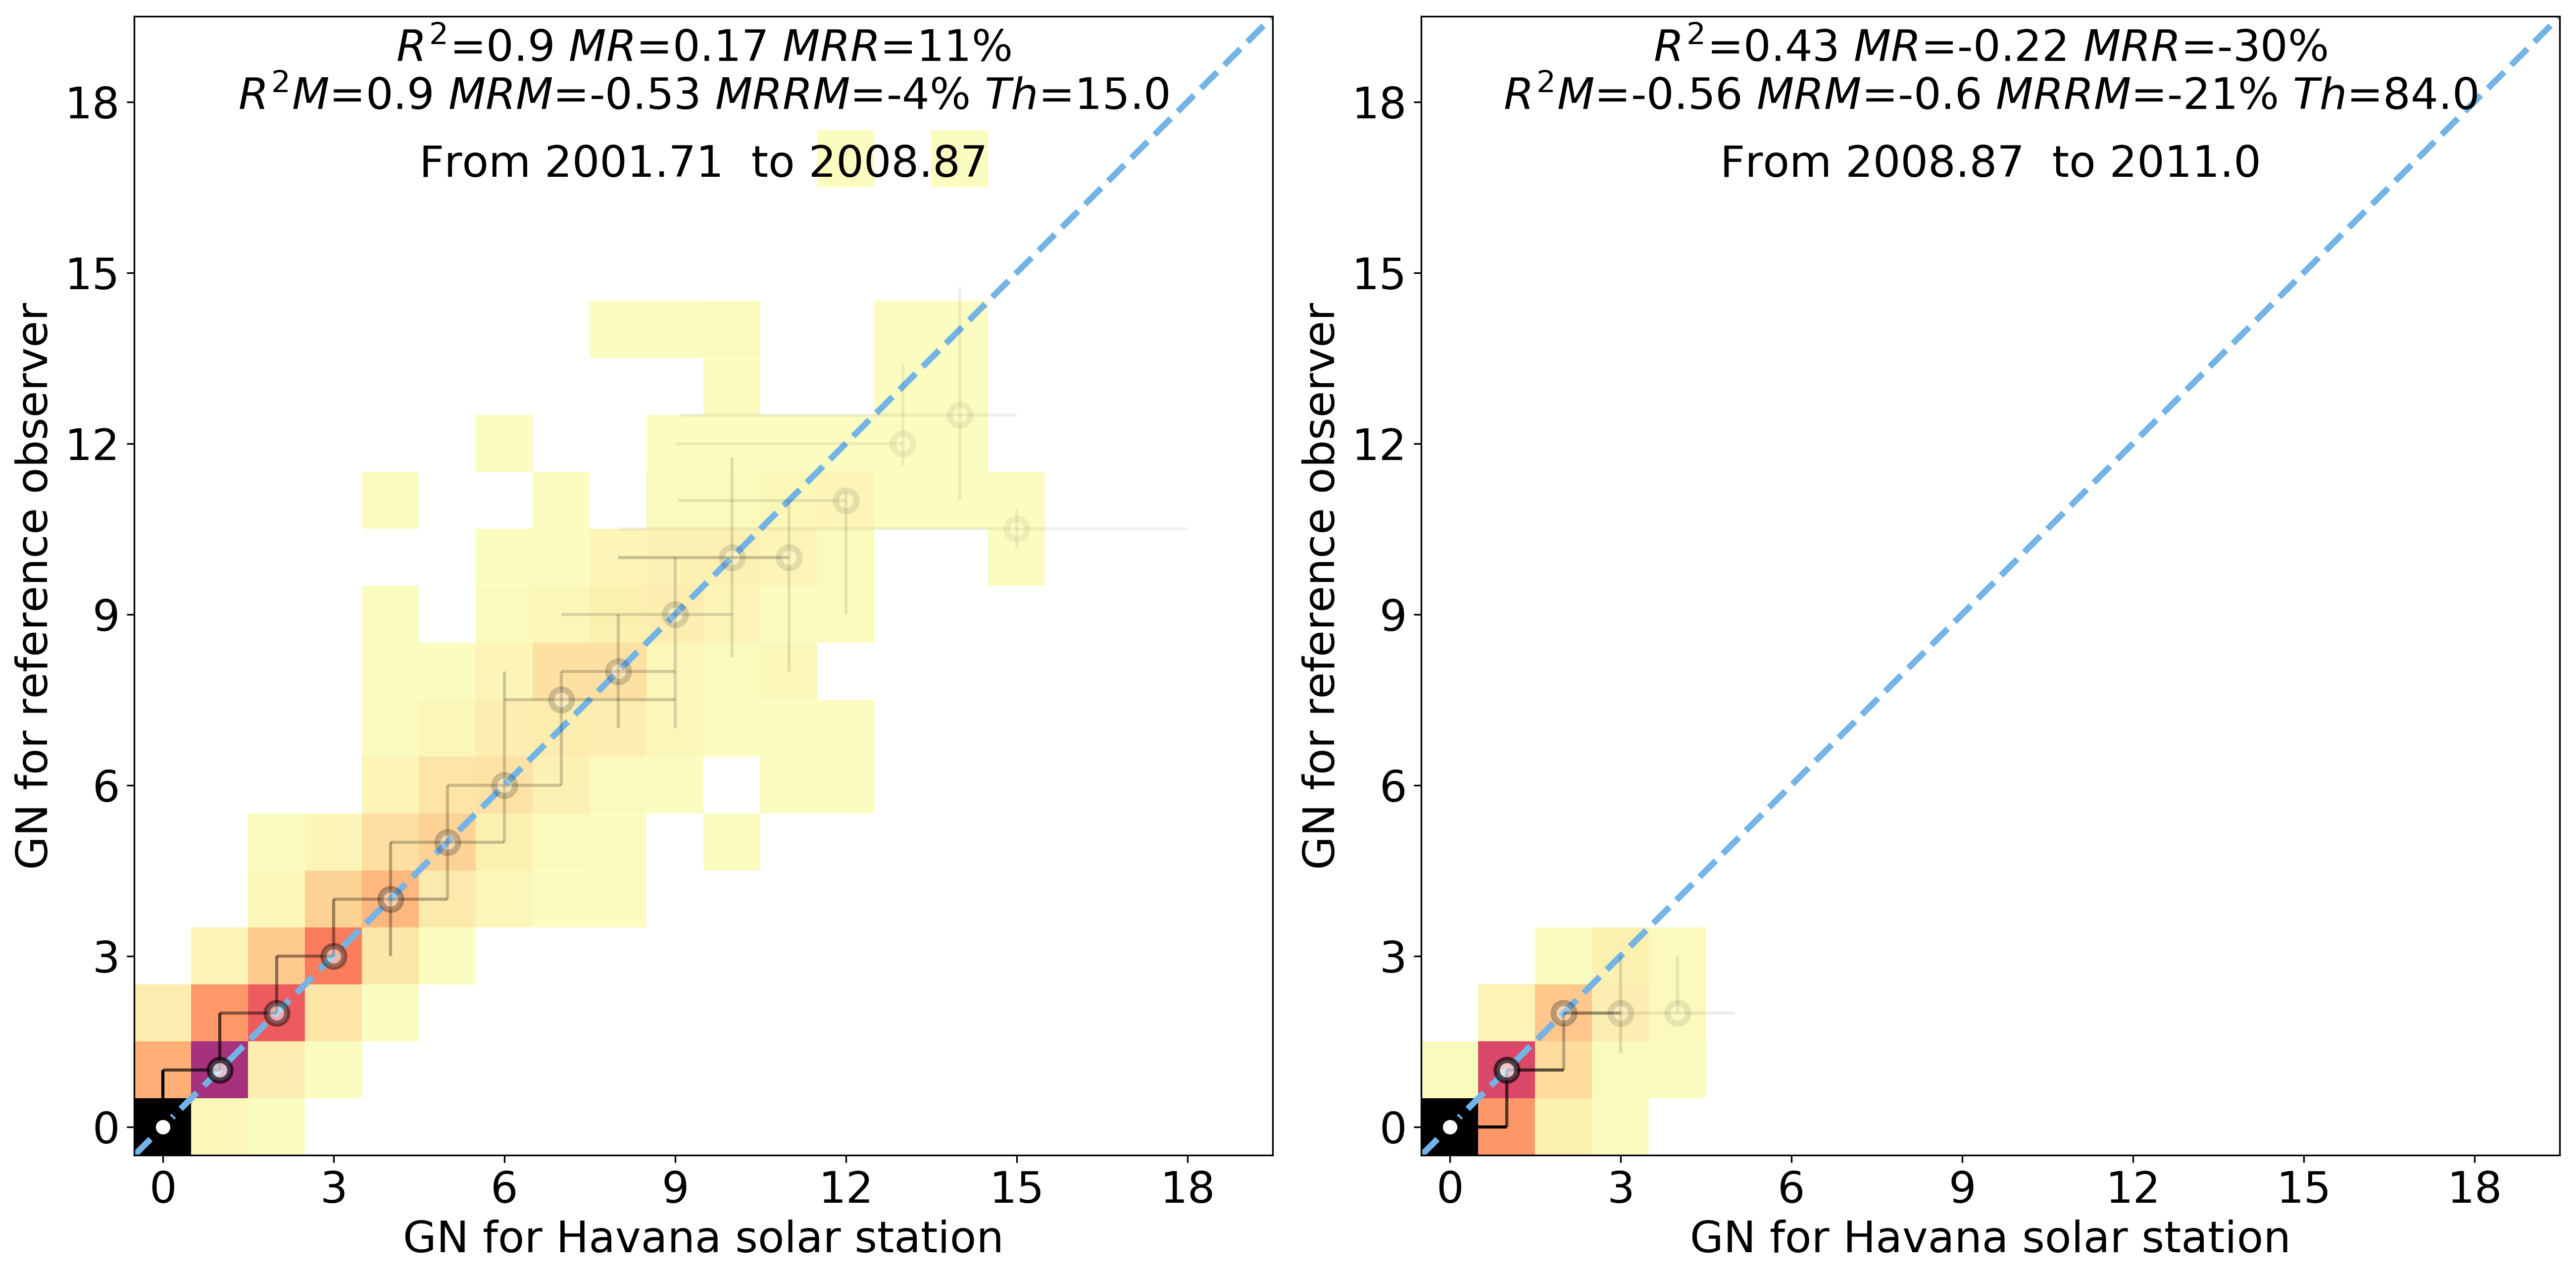 R²=0.9 MR=0.17 MRR=11%
R²M=0.9 MRM=-0.53 MRRM=-4% Th=15.0
From 2001.71 to 2008.87
GN for reference observer
18
15
12
9
6
3
0
0 3 6 9 12 15 18
GN for Havana solar station
R²=0.43 MR=-0.22 MRR=-30%
R²M=-0.56 MRM=-0.6 MRRM=-21% Th=84.0
From 2008.87 to 2011.0
GN for reference observer
18
15
12
9
6
3
0
0 3 6 9 12 15 18
GN for Havana solar station